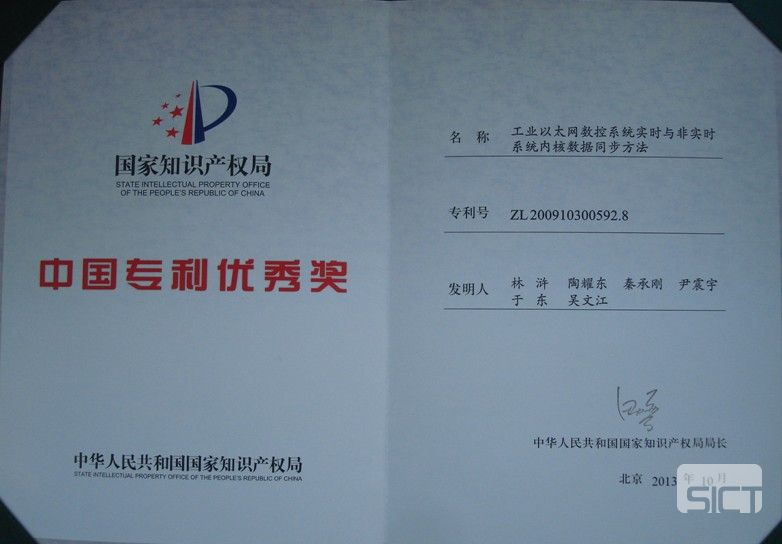 国家知识产权局
STATE INTELLECTUAL PROPERTY OFFICE
OF THE PEOPLE'S REPUBLIC OF CHINA
中国专利优秀奖
中华人民共和国国家知识产权局
STATE INTELLECTUAL PROPERTY OFFICE OF THE PEOPLE'S REPUBLIC OF CHINA
名 称 工业以太网数控系统实时与非实时
系统内核数据同步方法
专利号 ZL 200910300592.8
发明人 林 浒 陶耀东 秦承刚 尹震宇
于 东 吴文江
中华人民共和国国家知识产权局局长
北京 2013 年 10 月
SICT